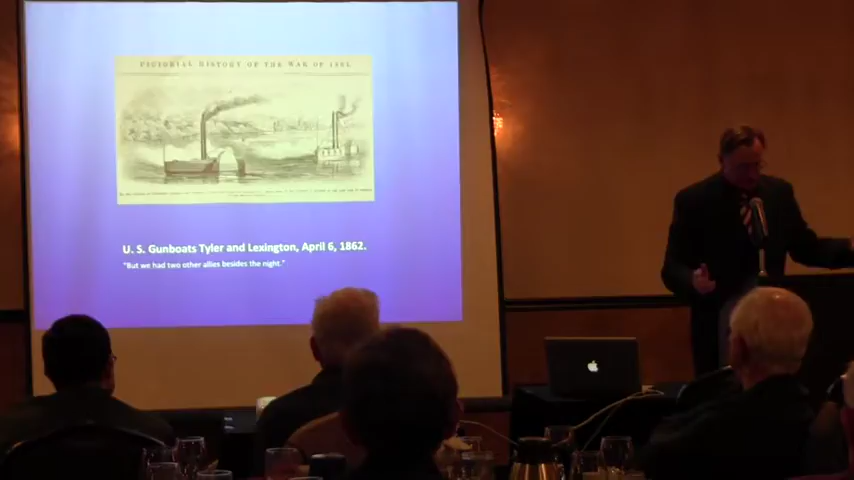 PICTORIAL HISTORY OF THE WAR OF 1861.
U. S. Gunboats Tyler and Lexington, April 6, 1862.
"But we had two other allies besides the night."